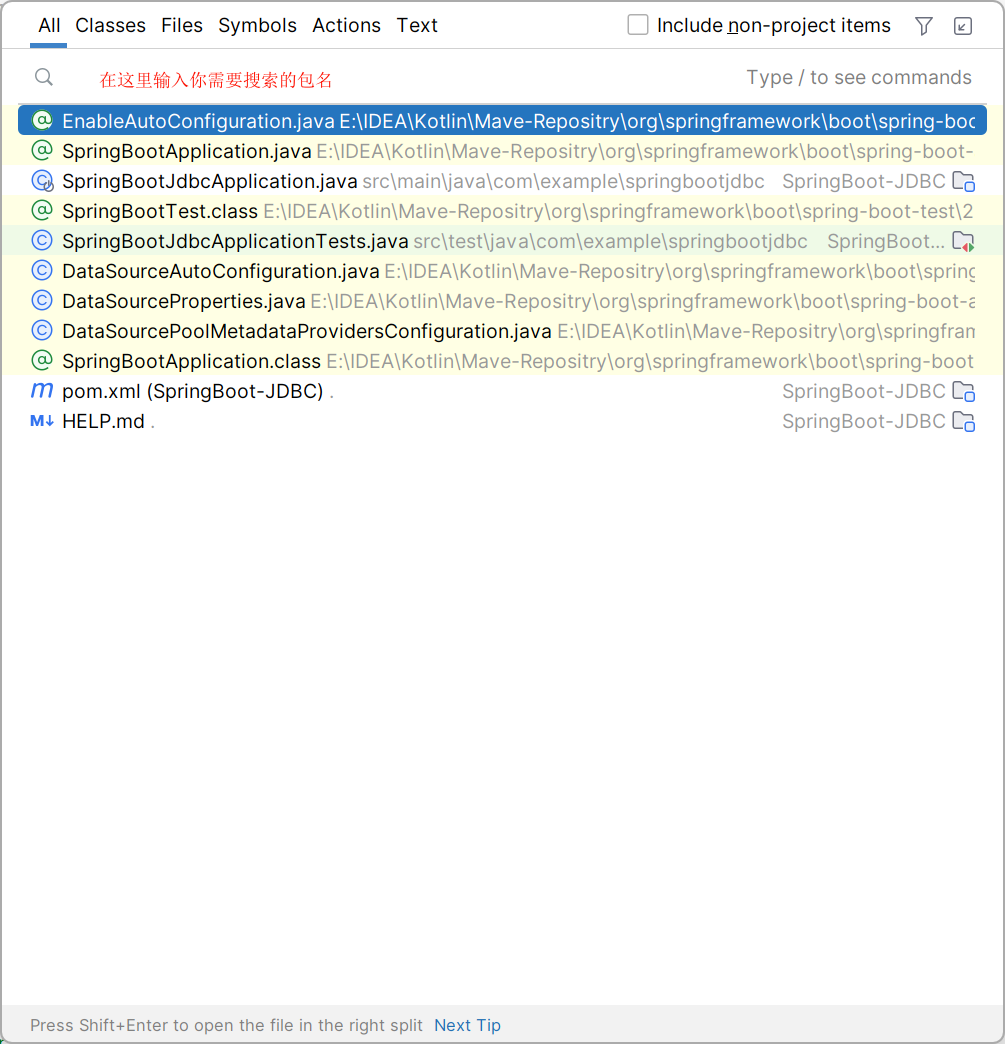 All Classes Files Symbols Actions Text Include non-project items
在这里输入你需要搜索的包名 Type / to see commands
EnableAutoConfiguration.java E:\IDEA\Kotlin\Mave-Repositry\org\springframework\boot\spring-boo
SpringBootApplication.java E:\IDEA\Kotlin\Mave-Repositry\org\springframework\boot\spring-boot-
SpringBootJdbcApplication.java src\main\java\com\example\springbootjdbc SpringBoot-JDBC
SpringBootTest.class E:\IDEA\Kotlin\Mave-Repositry\org\springframework\boot\spring-boot-test\2
SpringBootJdbcApplicationTests.java src\test\java\com\example\springbootjdbc SpringBoot...
DataSourceAutoConfiguration.java E:\IDEA\Kotlin\Mave-Repositry\org\springframework\boot\spring
DataSourceProperties.java E:\IDEA\Kotlin\Mave-Repositry\org\springframework\boot\spring-boot-a
DataSourcePoolMetadataProvidersConfiguration.java E:\IDEA\Kotlin\Mave-Repositry\org\springfram
SpringBootApplication.class E:\IDEA\Kotlin\Mave-Repositry\org\springframework\boot\spring-boot
m pom.xml (SpringBoot-JDBC) . SpringBoot-JDBC
M↓ HELP.md . SpringBoot-JDBC
Press Shift+Enter to open the file in the right split Next Tip